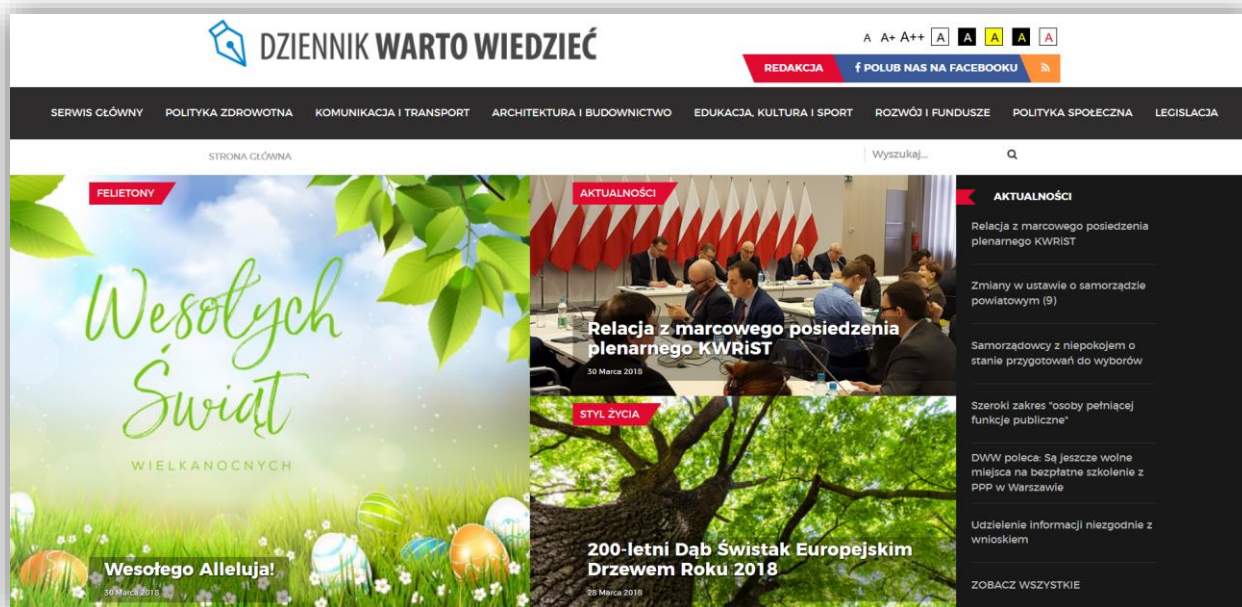 DZIENNIK WARTO WIEDZIEĆ
A A+ A++ A A A A A
REDAKCJA
f POLUB NAS NA FACEBOOKU
SERWIS GŁÓWNY POLITYKA ZDROWOTNA KOMUNIKACJA I TRANSPORT ARCHITEKTURA I BUDOWNICTWO EDUKACJA, KULTURA I SPORT ROZWÓJ I FUNDUSZE POLITYKA SPOŁECZNA LEGISLACJA
STRONA GŁÓWNA
Wyszukaj...
FELIETONY
Wesołych
Świąt
WIELKANOCNYCH
Wesołego Alleluja!
30 Marca 2018
AKTUALNOŚCI
Relacja z marcowego posiedzenia
plenarnego KWRiST
30 Marca 2018
STYL ŻYCIA
200-letni Dąb Świstak Europejskim
Drzewem Roku 2018
28 Marca 2018
AKTUALNOŚCI
Relacja z marcowego posiedzenia
plenarnego KWRiST
Zmiany w ustawie o samorządzie
powiatowym (9)
Samorządowcy z niepokojem o
stanie przygotowań do wyborów
Szeroki zakres "osoby pełniącej
funkcje publiczne"
DWW poleca: Są jeszcze wolne
miejsca na bezpłatne szkolenie z
PPP w Warszawie
Udzielenie informacji niezgodnie z
wnioskiem
ZOBACZ WSZYSTKIE